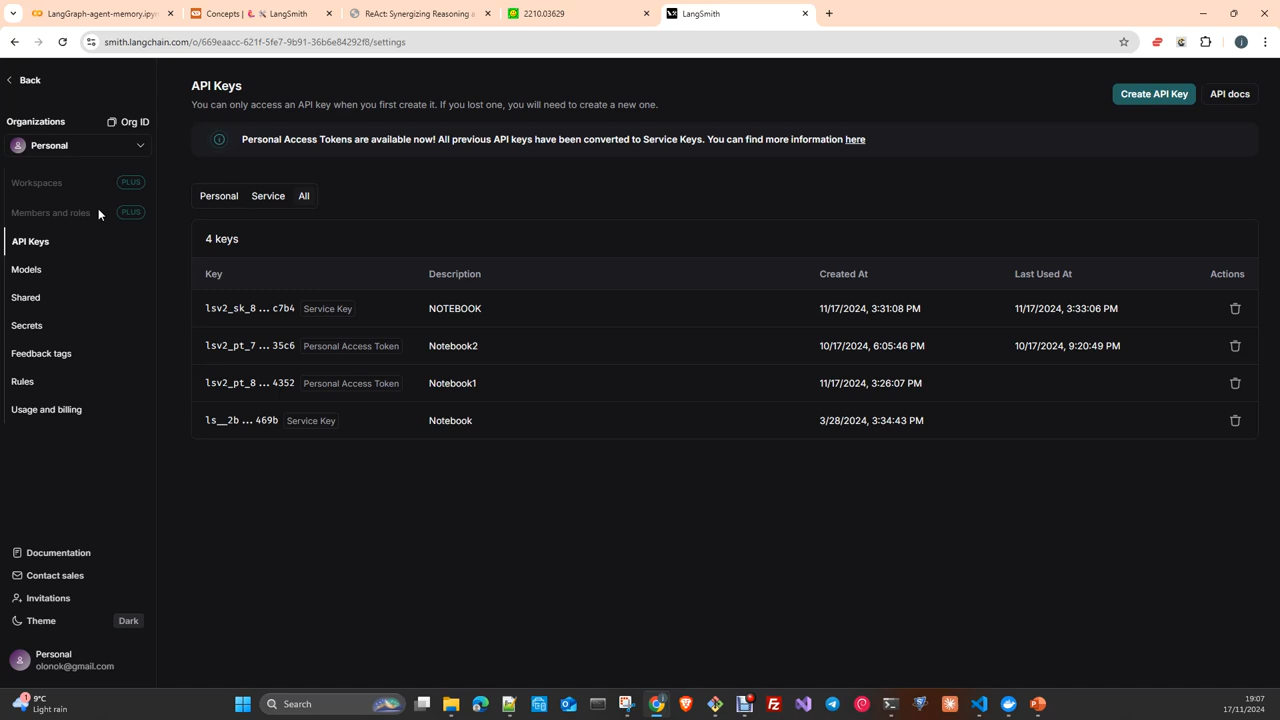 LangGraph-agent-memory.ipyn
Concepts | 🦜️🛠️ LangSmith
ReAct: Synergizing Reasoning a
2210.03629
LangSmith
smith.langchain.com/o/669eaacc-621f-5fe7-9b91-36b6e84292f8/settings
Back
Organizations
Org ID
Personal
Workspaces
PLUS
Members and roles
PLUS
API Keys
Models
Shared
Secrets
Feedback tags
Rules
Usage and billing
Documentation
Contact sales
Invitations
Theme
Dark
Personal
olonok@gmail.com
API Keys
You can only access an API key when you first create it. If you lost one, you will need to create a new one.
Create API Key
API docs
Personal Access Tokens are available now! All previous API keys have been converted to Service Keys. You can find more information here
Personal Service All
4 keys
Key Description Created At Last Used At Actions
lsv2_sk_8...c7b4 Service Key NOTEBOOK 11/17/2024, 3:31:08 PM 11/17/2024, 3:33:06 PM
lsv2_pt_7...35c6 Personal Access Token Notebook2 10/17/2024, 6:05:46 PM 10/17/2024, 9:20:49 PM
lsv2_pt_8...4352 Personal Access Token Notebook1 11/17/2024, 3:26:07 PM
ls__2b...469b Service Key Notebook 3/28/2024, 3:34:43 PM
1
9°C
Light rain
Search
19:07
17/11/2024